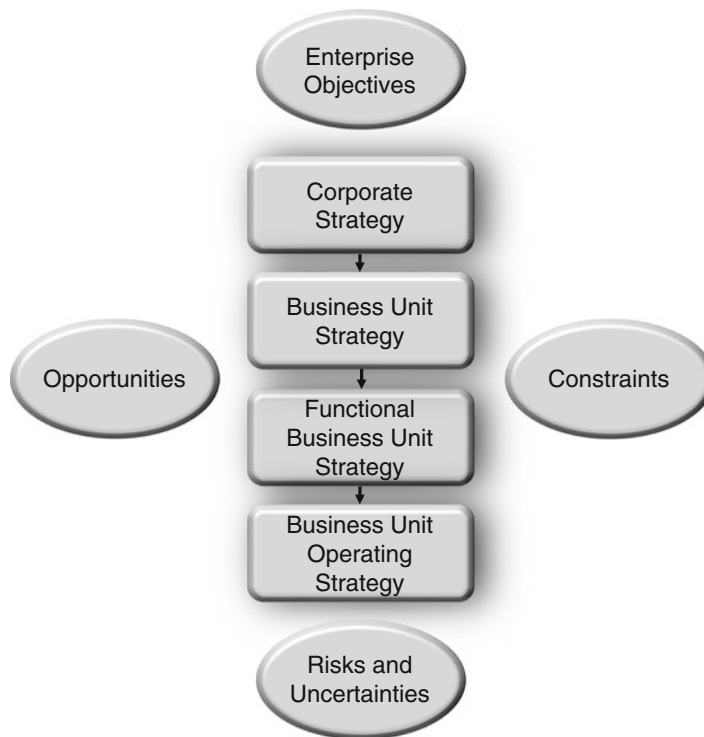 Enterprise
Objectives
Corporate
Strategy
Business Unit
Strategy
Opportunities
Constraints
Functional
Business Unit
Strategy
Business Unit
Operating
Strategy
Risks and
Uncertainties